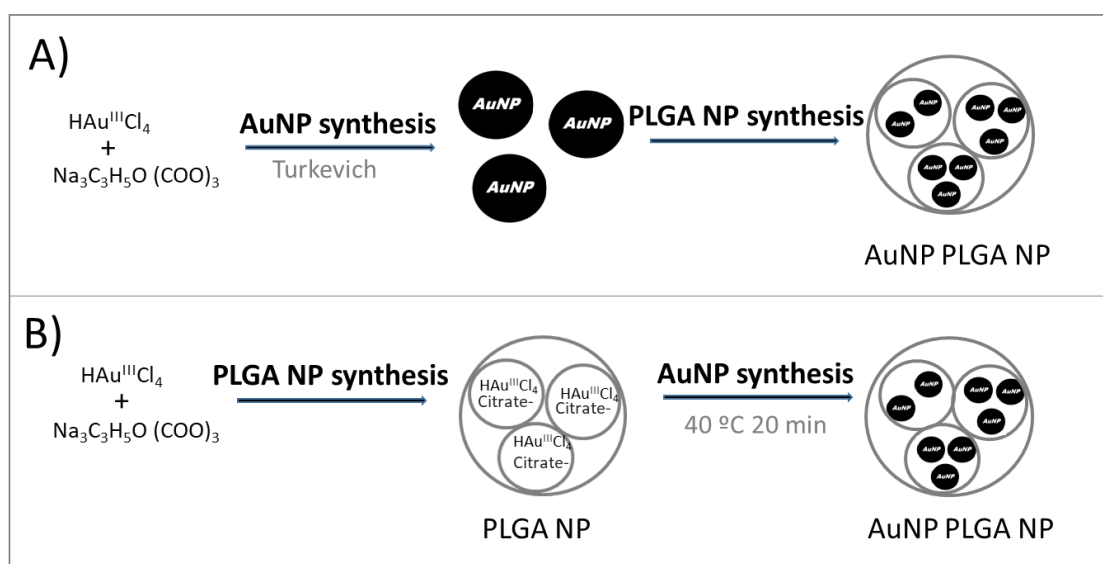 A)
HAuᴵᴵᴵCl₄
+
Na₃C₃H₅O (COO)₃
AuNP synthesis
Turkevich
AuNP
AuNP
AuNP
PLGA NP synthesis
AuNP
AuNP
AuNP
AuNP
AuNP
AuNP
AuNP
AuNP
AuNP PLGA NP
B)
HAuᴵᴵᴵCl₄
+
Na₃C₃H₅O (COO)₃
PLGA NP synthesis
HAuᴵᴵᴵCl₄
Citrate-
HAuᴵᴵᴵCl₄
Citrate-
HAuᴵᴵᴵCl₄
Citrate-
PLGA NP
AuNP synthesis
40 ºC 20 min
AuNP
AuNP
AuNP
AuNP
AuNP
AuNP
AuNP
AuNP
AuNP PLGA NP